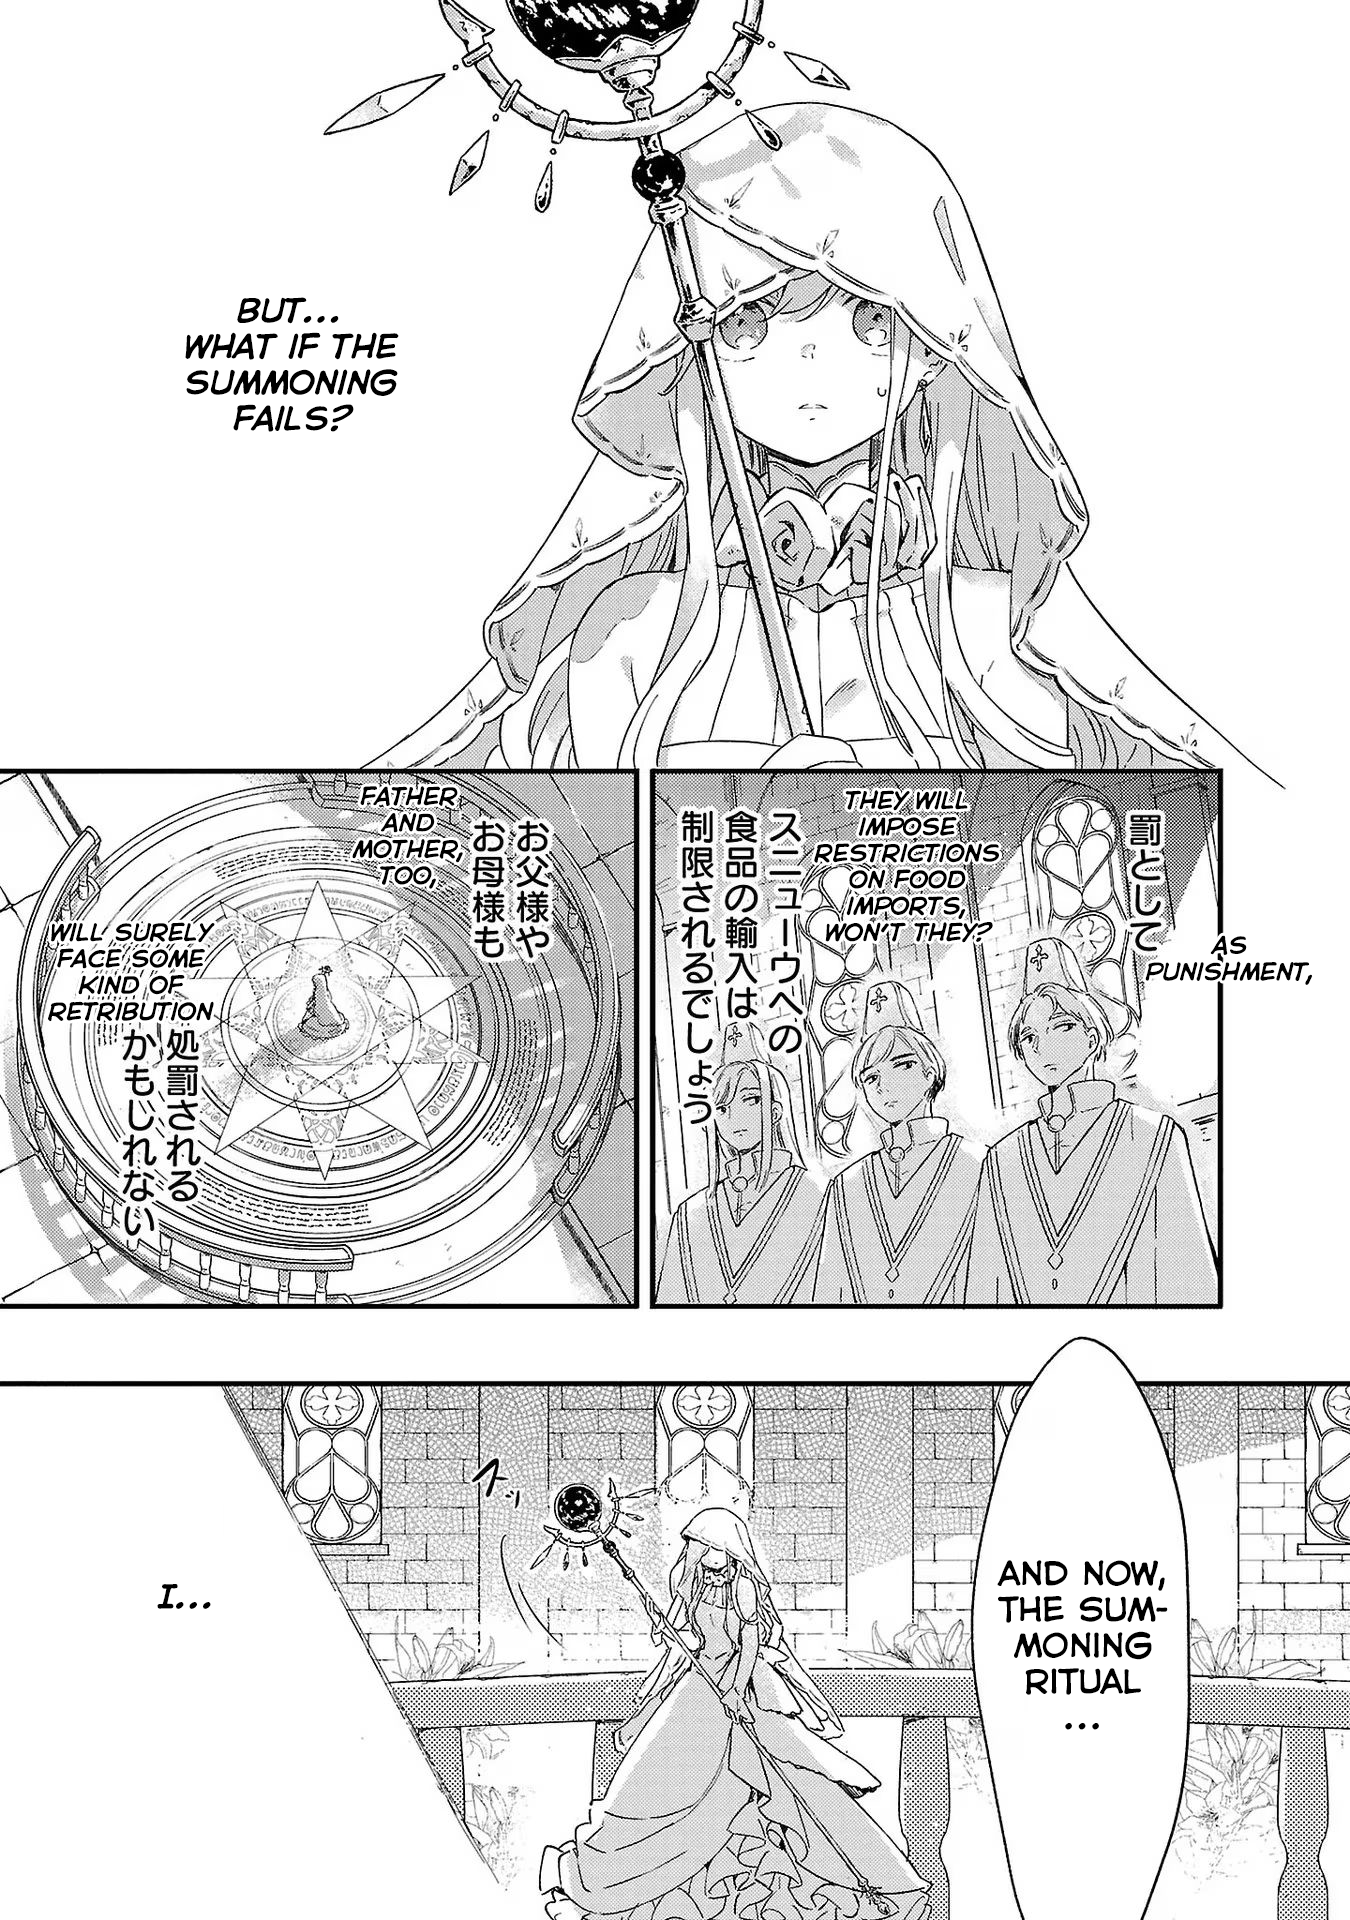 BUT...
WHAT IF THE
SUMMONING
FAILS?
罰として
AS
PUNISHMENT,
THEY WILL
IMPOSE
RESTRICTIONS
ON FOOD
IMPORTS,
WON'T THEY?
スニューウへの
食品の輸入は
制限されるでしょう
お父様や
お母様も
FATHER
AND
MOTHER,
TOO,
WILL SURELY
FACE SOME
KIND OF
RETRIBUTION
処罰される
かもしれない
AND NOW,
THE SUM-
MONING
RITUAL
...
スッ
I...